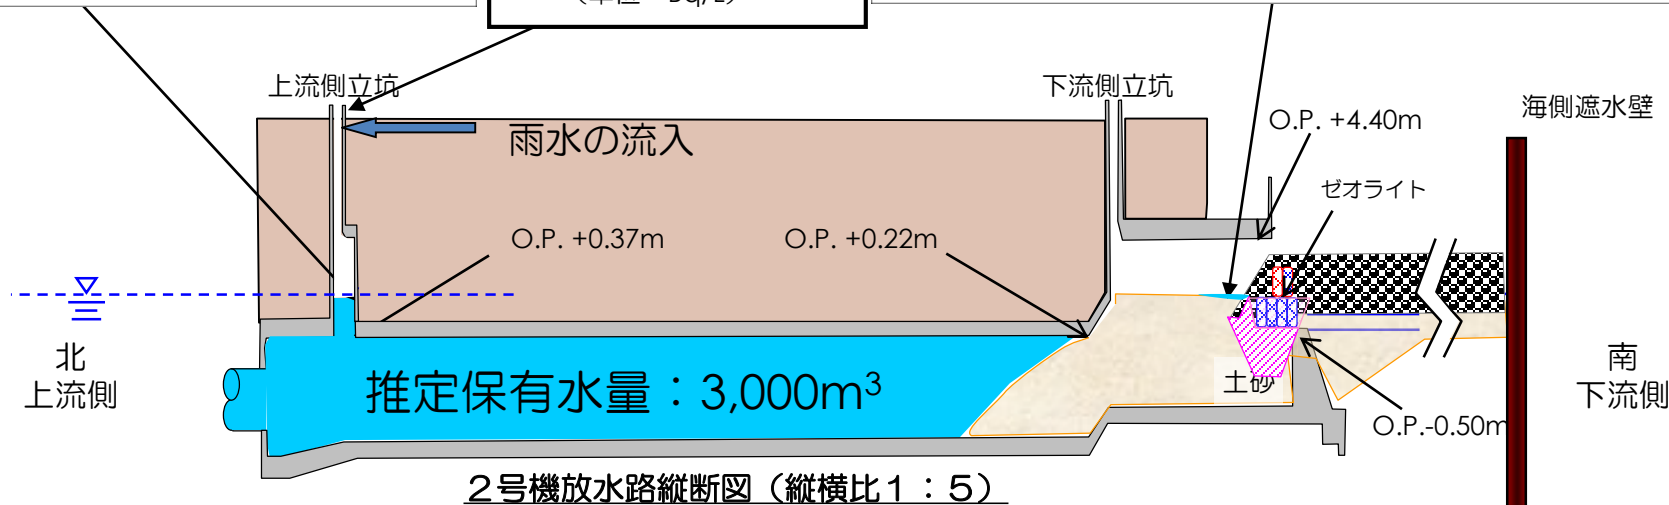 （単位：Bq/L）
上流側立坑
下流側立坑
海側遮水壁
O.P. +4.40m
雨水の流入
ゼオライト
O.P. +0.37m
O.P. +0.22m
北
上流側
推定保有水量：3,000m³
土砂
南
下流側
O.P.-0.50m
２号機放水路縦断図（縦横比１：５）